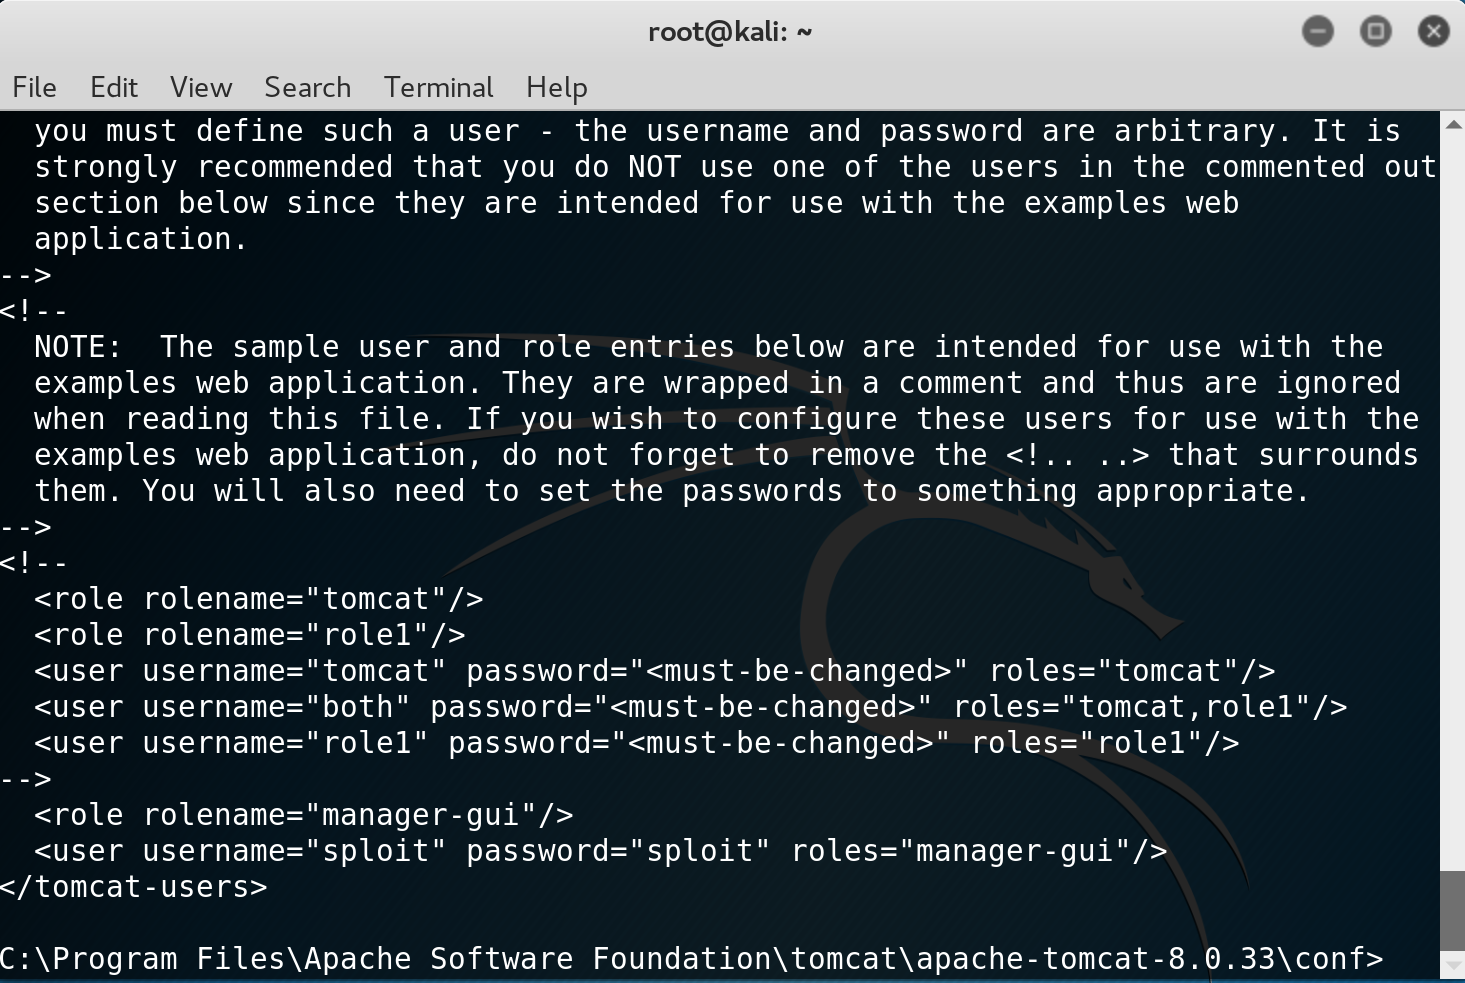 root@kali: ~
File Edit View Search Terminal Help
you must define such a user - the username and password are arbitrary. It is
strongly recommended that you do NOT use one of the users in the commented out
section below since they are intended for use with the examples web
application.
-->
<!--
NOTE:  The sample user and role entries below are intended for use with the
examples web application. They are wrapped in a comment and thus are ignored
when reading this file. If you wish to configure these users for use with the
examples web application, do not forget to remove the <!.. ..> that surrounds
them. You will also need to set the passwords to something appropriate.
-->
<!--
<role rolename="tomcat"/>
<role rolename="role1"/>
<user username="tomcat" password="<must-be-changed>" roles="tomcat"/>
<user username="both" password="<must-be-changed>" roles="tomcat,role1"/>
<user username="role1" password="<must-be-changed>" roles="role1"/>
-->
<role rolename="manager-gui"/>
<user username="sploit" password="sploit" roles="manager-gui"/>
</tomcat-users>
C:\Program Files\Apache Software Foundation\tomcat\apache-tomcat-8.0.33\conf>